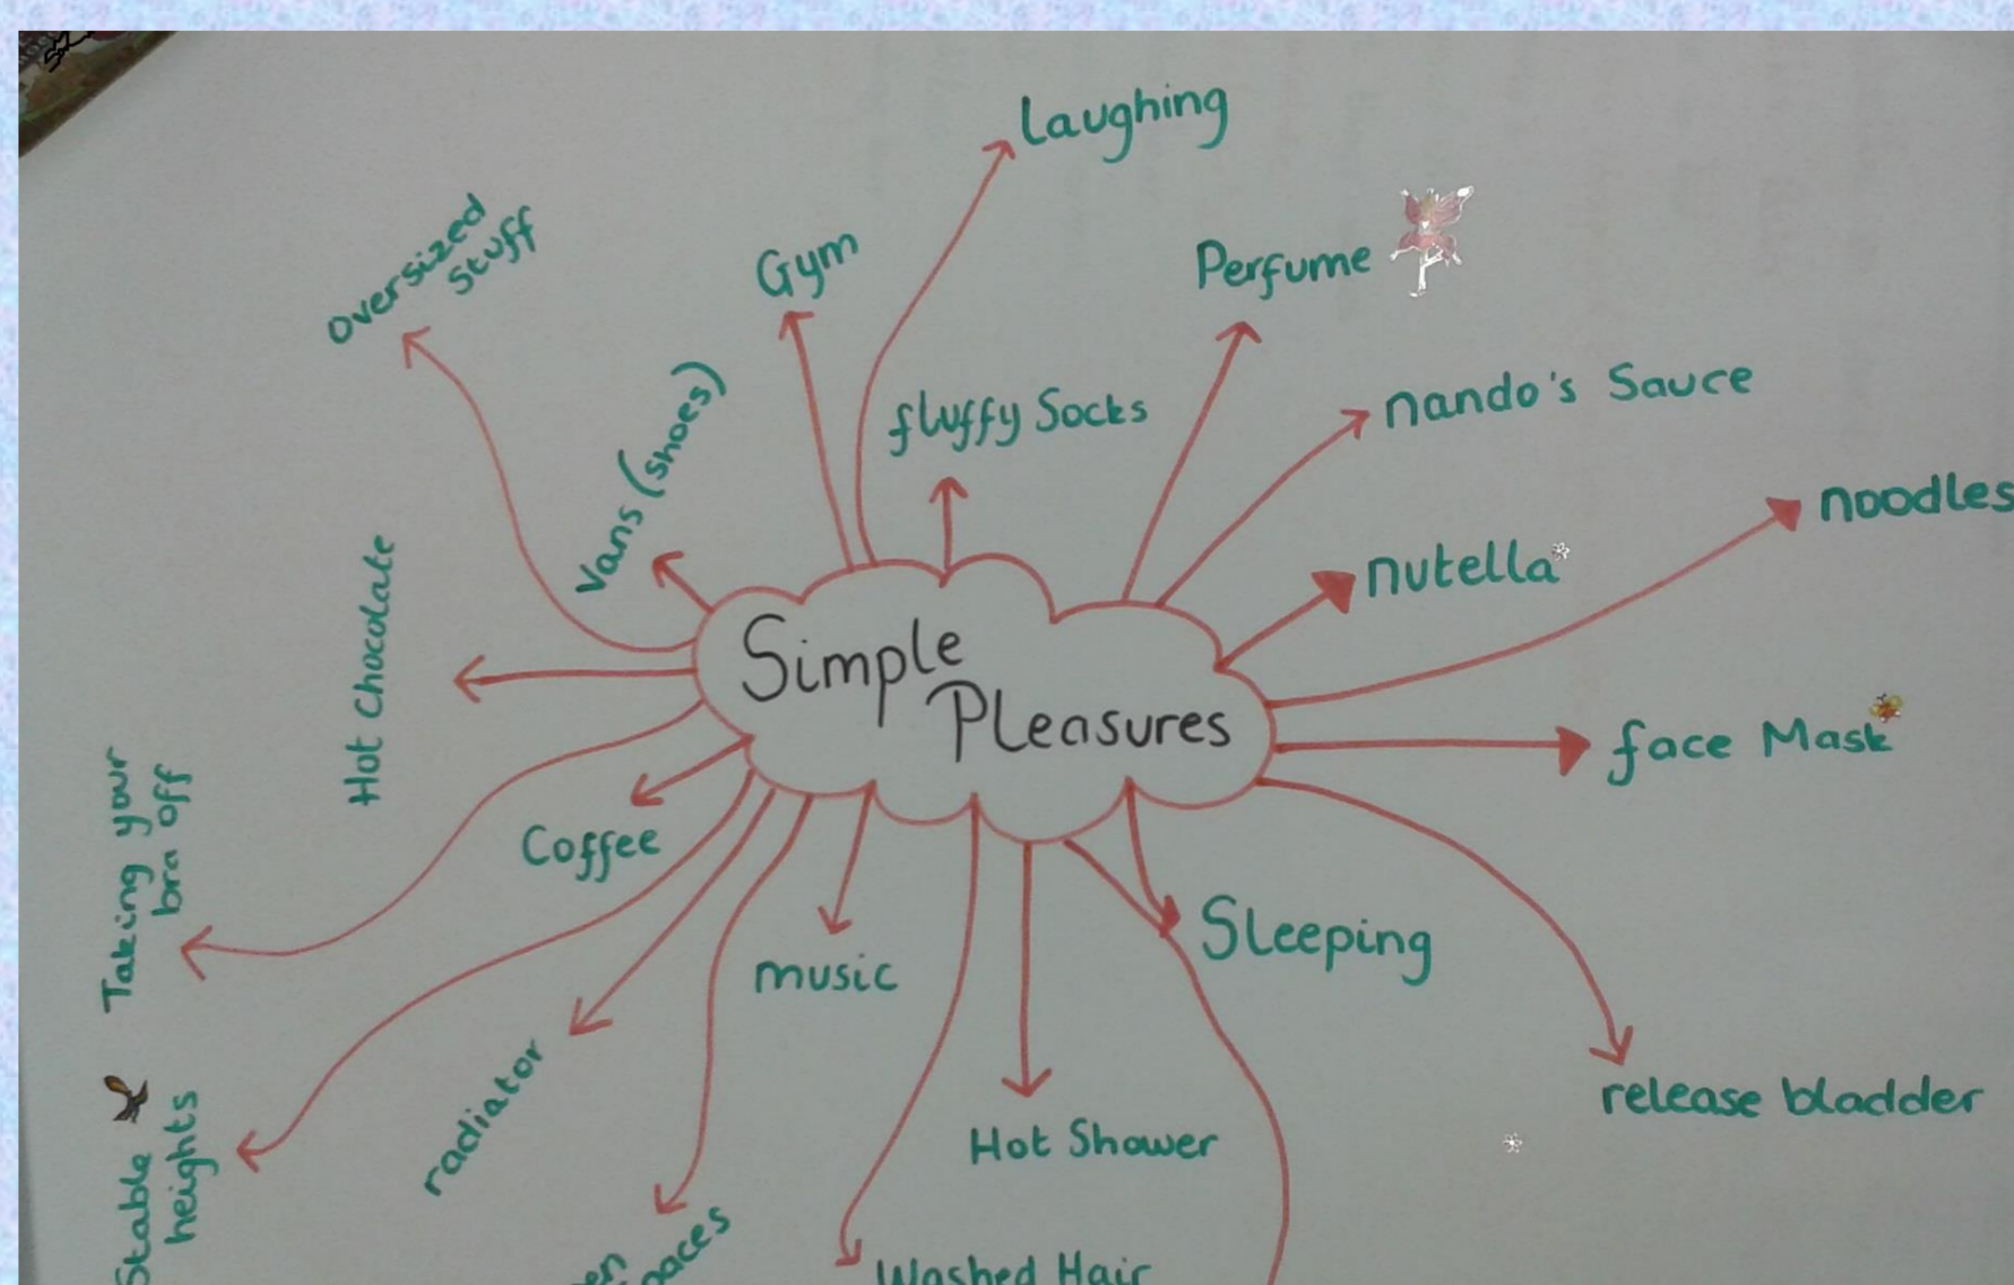 Laughing
Oversized
Stuff
Gym
Perfume
Vans (shoes)
fluffy Socks
nando's Sauce
noodles
nutella
Hot Chocolate
Simple
Pleasures
face Mask
Taking your
bra off
Coffee
music
Sleeping
Stable
heights
radiator
Hot Shower
release bladder
Washed Hair